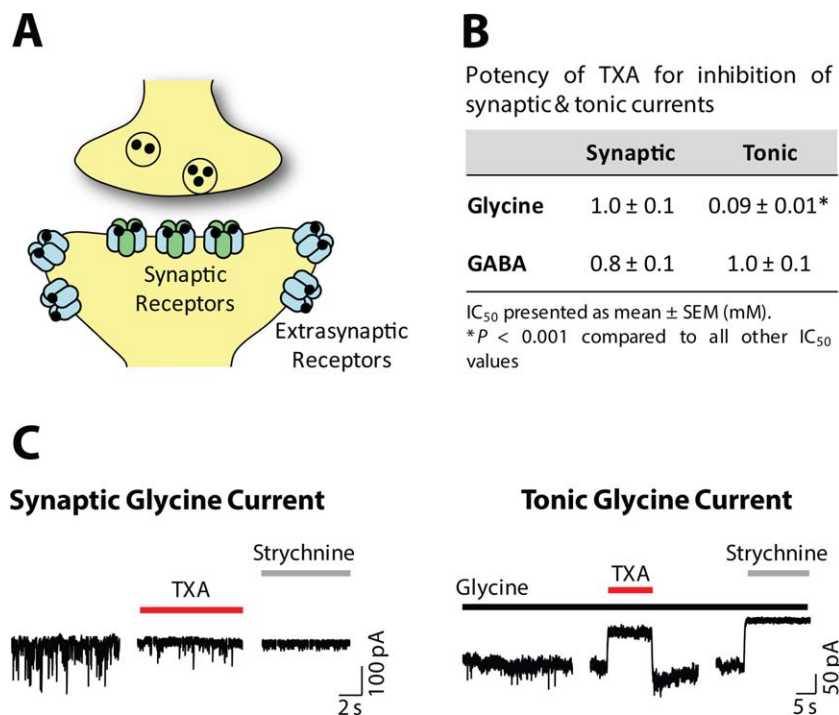 A
Synaptic
Receptors
Extrasynaptic
Receptors
B
Potency of TXA for inhibition of
synaptic & tonic currents
Synaptic Tonic
Glycine 1.0 ± 0.1 0.09 ± 0.01*
GABA 0.8 ± 0.1 1.0 ± 0.1
IC50 presented as mean ± SEM (mM).
*P < 0.001 compared to all other IC50
values
C
Synaptic Glycine Current
Strychnine
TXA
100 pA
2 s
Tonic Glycine Current
Strychnine
TXA
Glycine
50 pA
5 s